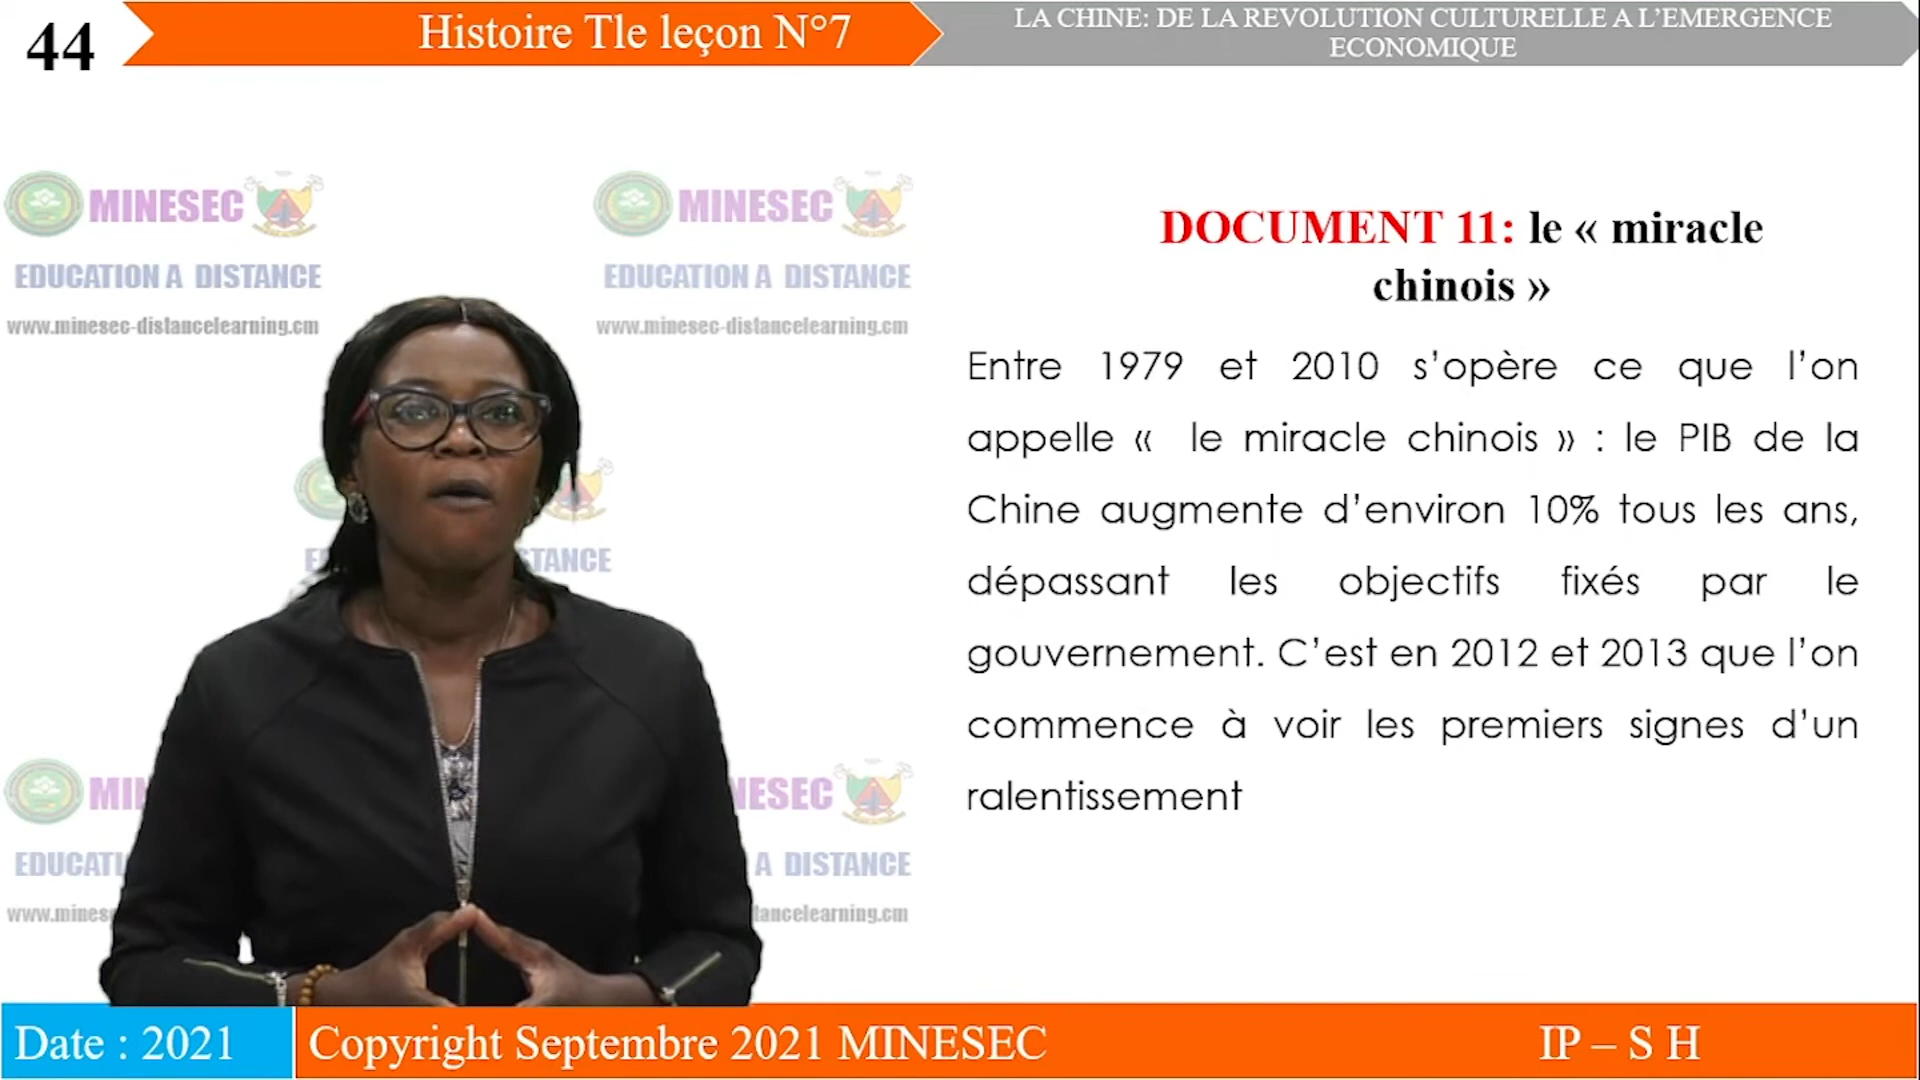 44
Histoire Tle leçon N°7
LA CHINE: DE LA REVOLUTION CULTURELLE A L’EMERGENCE
ECONOMIQUE
MINESEC
EDUCATION A DISTANCE
www.minesec-distancelearning.cm
MINESEC
EDUCATION A DISTANCE
www.minesec-distancelearning.cm
DOCUMENT 11: le « miracle
chinois »
Entre 1979 et 2010 s’opère ce que l’on
appelle « le miracle chinois » : le PIB de la
Chine augmente d’environ 10% tous les ans,
dépassant les objectifs fixés par le
gouvernement. C’est en 2012 et 2013 que l’on
commence à voir les premiers signes d’un
ralentissement
Date : 2021
Copyright Septembre 2021 MINESEC
IP – S H